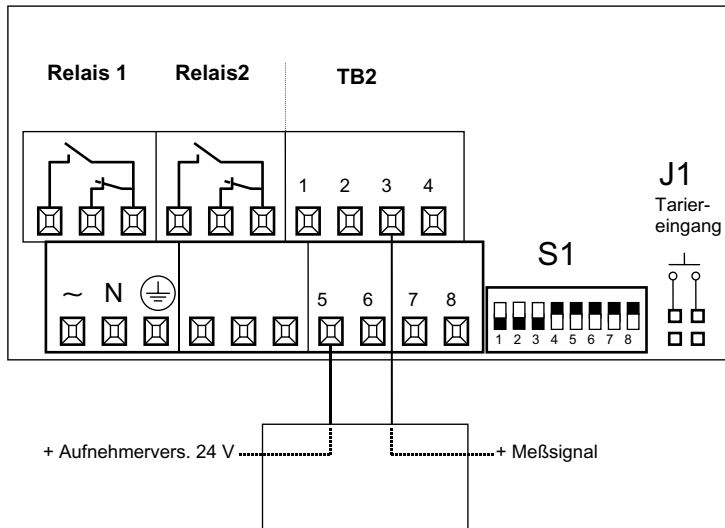 Relais 1 Relais2 TB2
1 2 3 4
J1
Tarier-
eingang
S1
~ N
5 6 7 8
1 2 3 4 5 6 7 8
+ Aufnehmervers. 24 V
+ Meßsignal